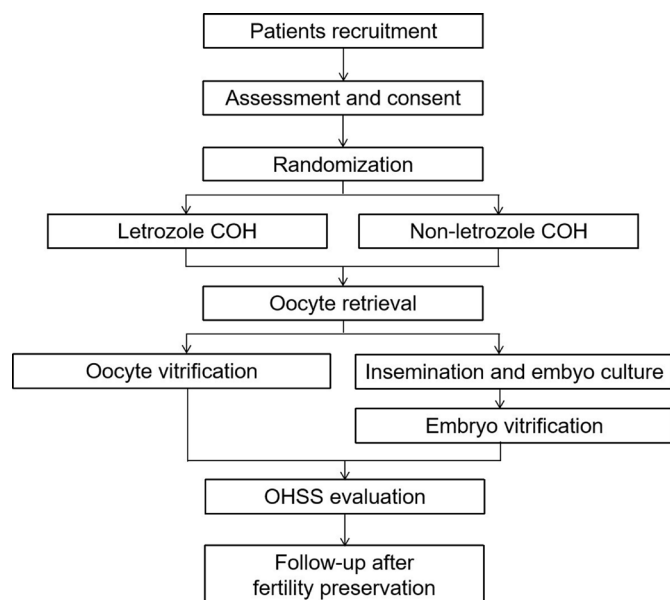 Patients recruitment
Assessment and consent
Randomization
Letrozole COH
Non-letrozole COH
Oocyte retrieval
Oocyte vitrification
Insemination and embyo culture
Embryo vitrification
OHSS evaluation
Follow-up after
fertility preservation